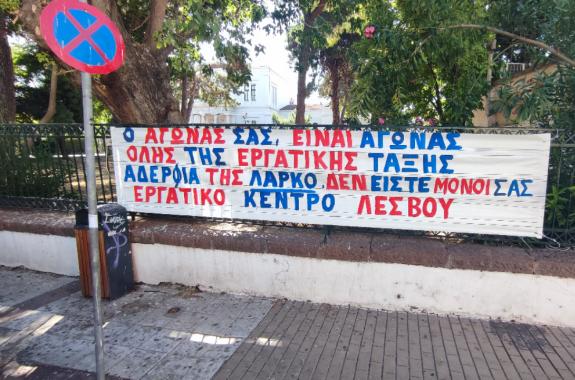 Ο ΑΓΩΝΑΣ ΣΑΣ, ΕΙΝΑΙ ΑΓΩΝΑΣ
ΟΛΗΣ ΤΗΣ ΕΡΓΑΤΙΚΗΣ ΤΑΞΗΣ
ΑΔΕΡΦΙΑ ΤΗΣ ΛΑΡΚΟ, ΔΕΝ ΕΙΣΤΕ ΜΟΝΟΙ ΣΑΣ
ΕΡΓΑΤΙΚΟ ΚΕΝΤΡΟ ΛΕΣΒΟΥ